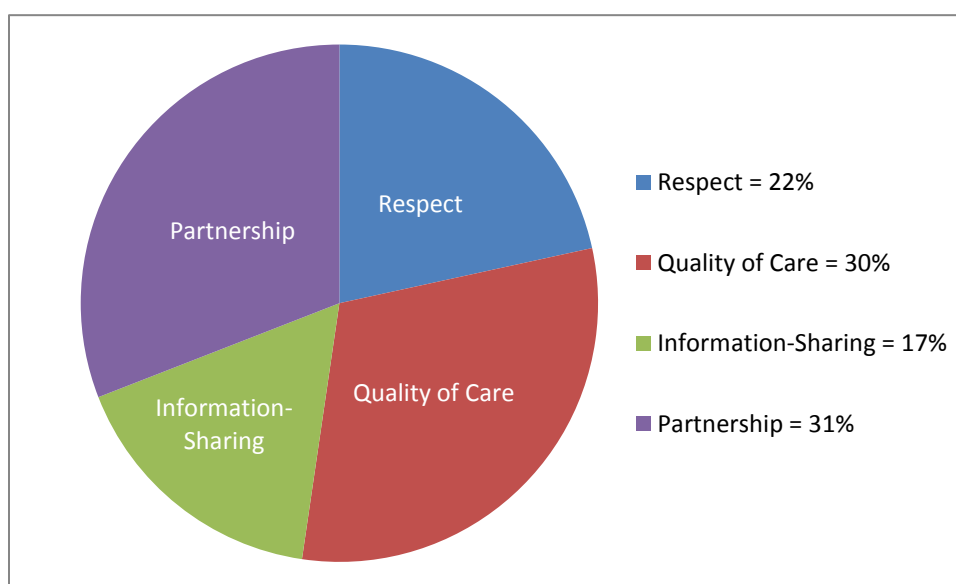 Partnership
Respect
Quality of Care
Information-
Sharing
Respect = 22%
Quality of Care = 30%
Information-Sharing = 17%
Partnership = 31%